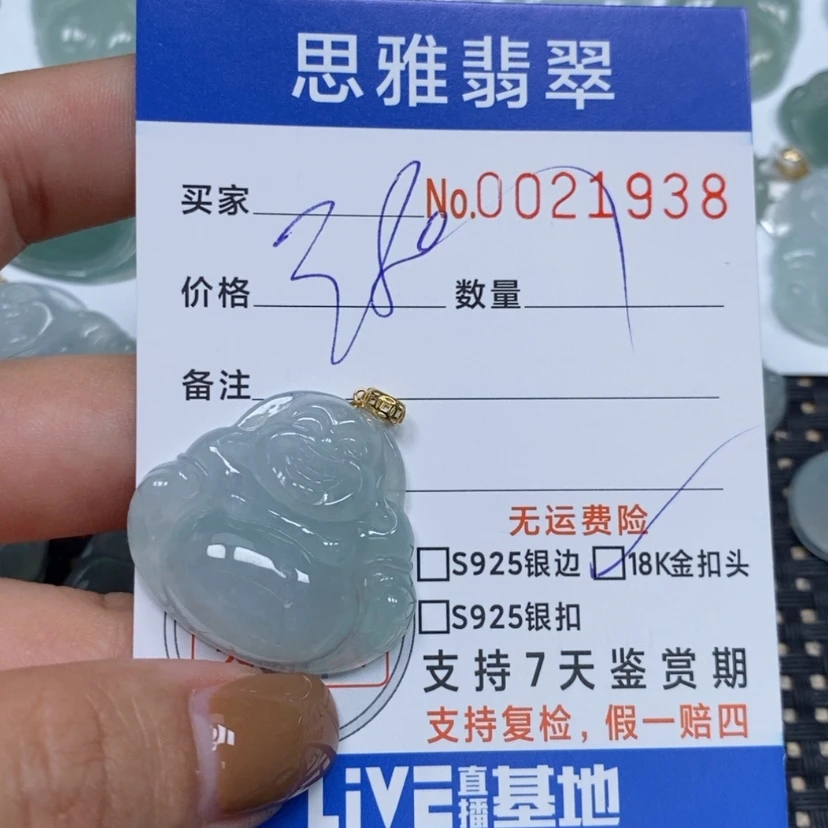 思雅翡翠
买家 No.0021938
380
价格 数量
备注
无运费险
S925银边 18K金扣头
S925银扣
支持7天鉴赏期
支持复检，假一赔四
LiVE直播基地